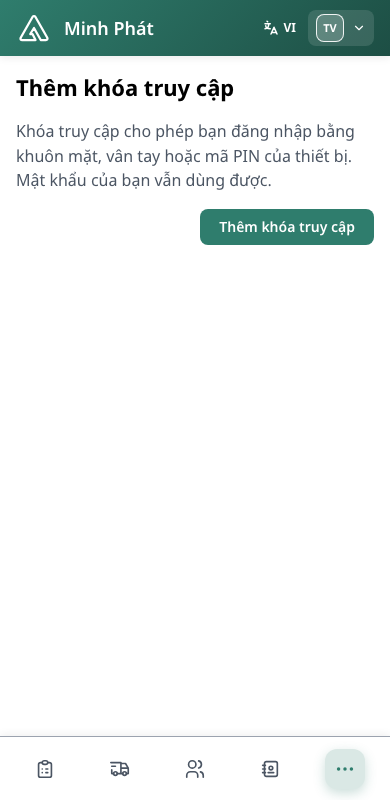 Minh Phát
VI
TV
Thêm khóa truy cập
Khóa truy cập cho phép bạn đăng nhập bằng
khuôn mặt, vân tay hoặc mã PIN của thiết bị.
Mật khẩu của bạn vẫn dùng được.
Thêm khóa truy cập